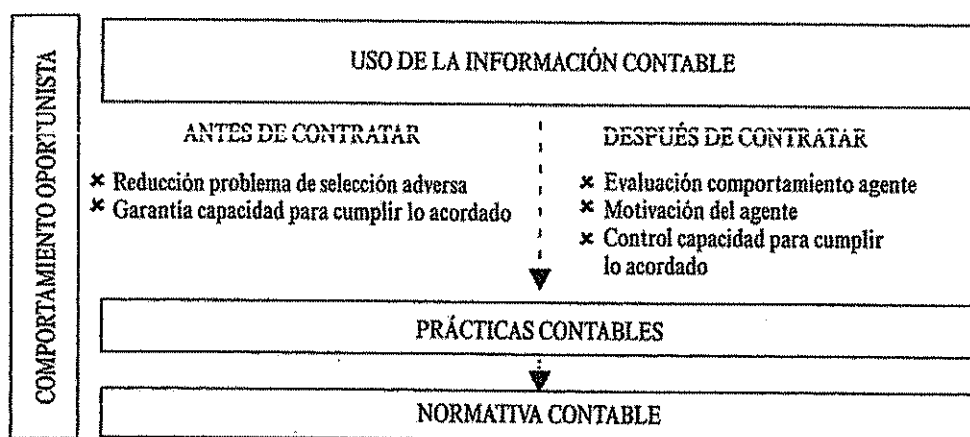 COMPORTAMIENTO OPORTUNISTA
USO DE LA INFORMACIÓN CONTABLE
ANTES DE CONTRATAR
× Reducción problema de selección adversa
× Garantía capacidad para cumplir lo acordado
DESPUÉS DE CONTRATAR
× Evaluación comportamiento agente
× Motivación del agente
× Control capacidad para cumplir
lo acordado
PRÁCTICAS CONTABLES
NORMATIVA CONTABLE